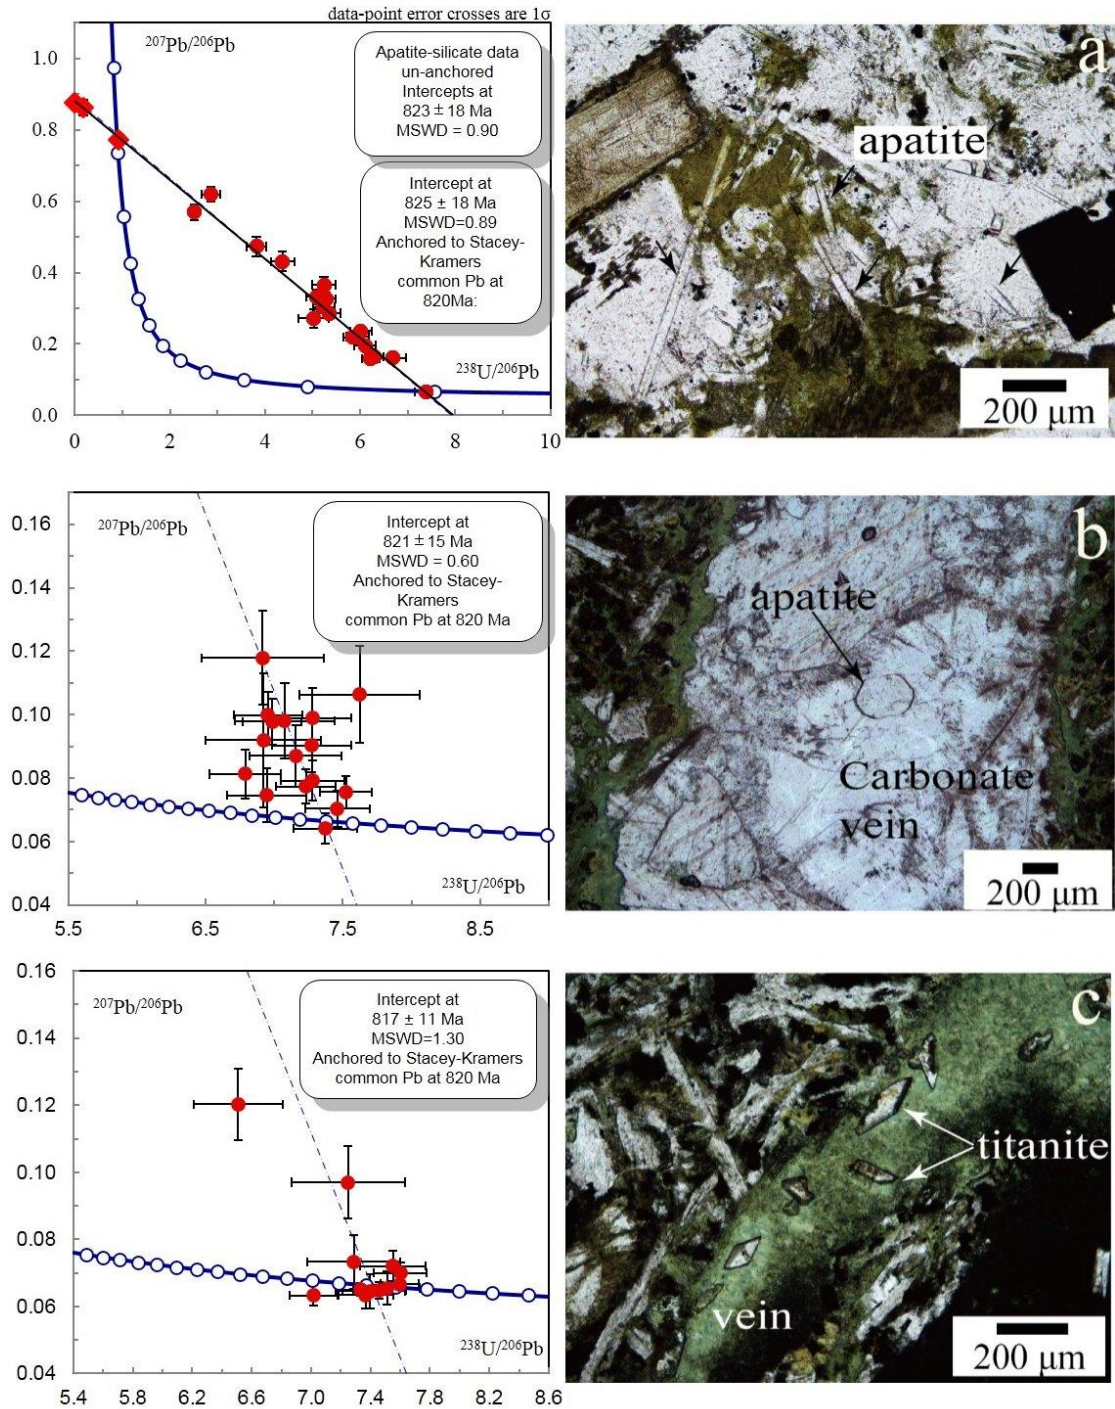 data-point error crosses are 1σ
²⁰⁷Pb/²⁰⁶Pb
Apatite-silicate data
un-anchored
Intercepts at
823 ± 18 Ma
MSWD = 0.90
Intercept at
825 ± 18 Ma
MSWD=0.89
Anchored to Stacey-
Kramers
common Pb at
820Ma:
²³⁸U/²⁰⁶Pb
1.0
0.8
0.6
0.4
0.2
0.0
0 2 4 6 8 10
a
apatite
200 µm
0.16
0.14
0.12
0.10
0.08
0.06
0.04
²⁰⁷Pb/²⁰⁶Pb
Intercept at
821 ± 15 Ma
MSWD = 0.60
Anchored to Stacey-
Kramers
common Pb at 820 Ma
²³⁸U/²⁰⁶Pb
5.5 6.5 7.5 8.5
b
apatite
Carbonate
vein
200 µm
0.16
0.14
0.12
0.10
0.08
0.06
0.04
²⁰⁷Pb/²⁰⁶Pb
Intercept at
817 ± 11 Ma
MSWD=1.30
Anchored to Stacey-Kramers
common Pb at 820 Ma
²³⁸U/²⁰⁶Pb
5.4 5.8 6.2 6.6 7.0 7.4 7.8 8.2 8.6
c
titanite
vein
200 µm